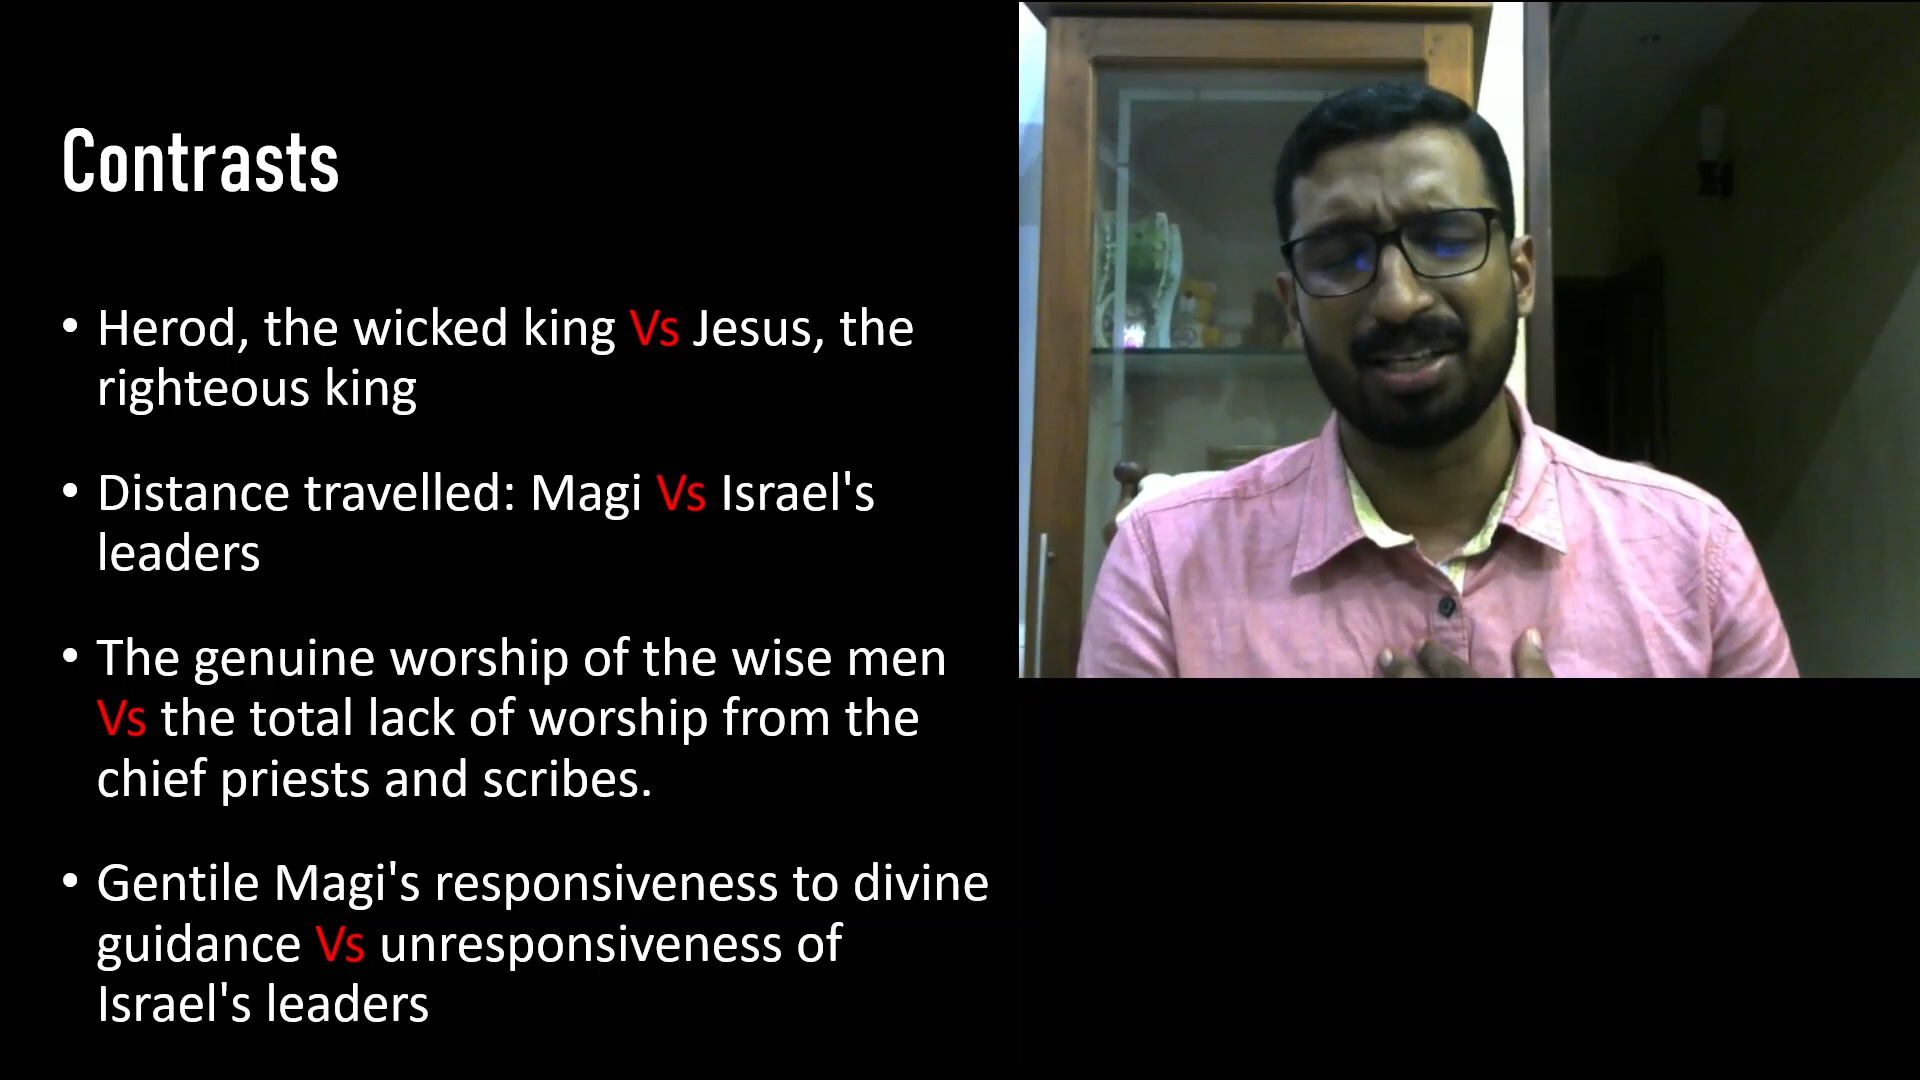 Contrasts
• Herod, the wicked king Vs Jesus, the
righteous king
• Distance travelled: Magi Vs Israel's
leaders
• The genuine worship of the wise men
Vs the total lack of worship from the
chief priests and scribes.
• Gentile Magi's responsiveness to divine
guidance Vs unresponsiveness of
Israel's leaders